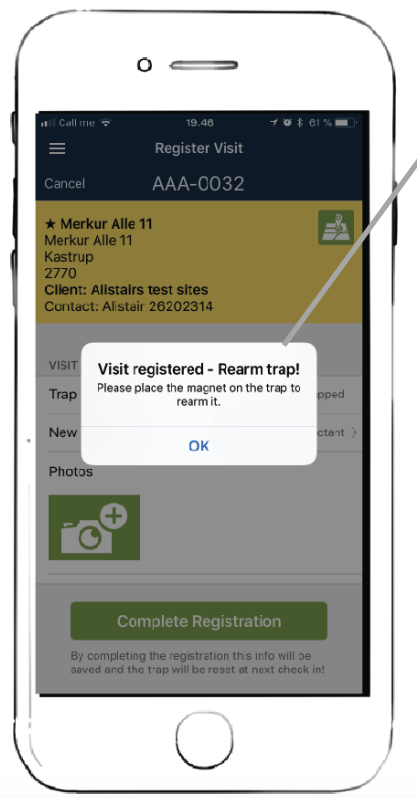 Call me 19.46 61 %
Register Visit
Cancel AAA-0032
★ Merkur Alle 11
Merkur Alle 11
Kastrup
2770
Client: Alistairs test sites
Contact: Alistair 26202314
VISIT
Visit registered - Rearm trap!
Please place the magnet on the trap to
rearm it.
OK
Trap pped
New ctant
Photos
Complete Registration
By completing the registration this info will be
saved and the trap will be reset at next check in!